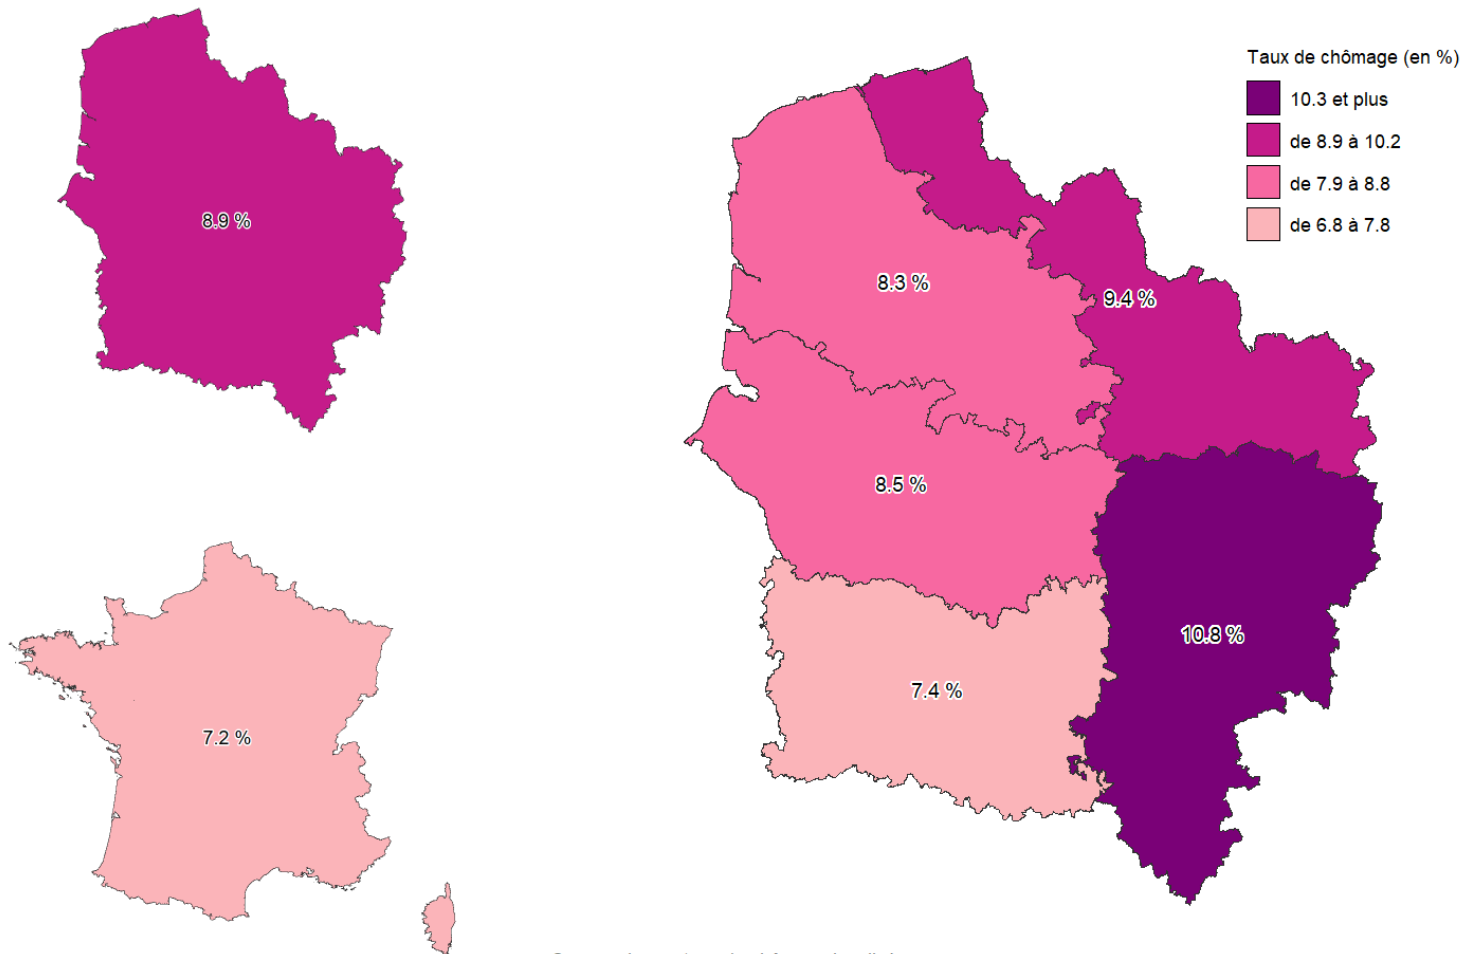 Taux de chômage (en %)
10.3 et plus
de 8.9 à 10.2
de 7.9 à 8.8
de 6.8 à 7.8
8.9 %
8.3 %
9.4 %
8.5 %
10.8 %
7.4 %
7.2 %